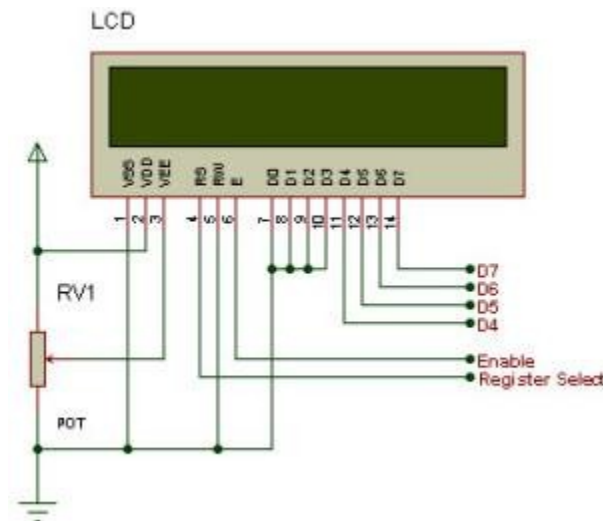 LCD
VSS
VDD
VEE
RS
RW
E
D0
D1
D2
D3
D4
D5
D6
D7
1
2
3
4
5
6
7
8
9
10
11
12
13
14
D7
D6
D5
D4
Enable
Register Select
RV1
POT